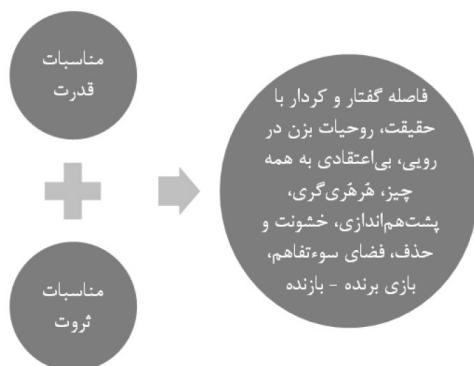 مناسبات
قدرت
مناسبات
ثروت
فاصله گفتار و کردار با
حقیقت، روحیات بزن در
رویی، بی‌اعتقادی به همه
چیز، هُرهُری‌گری،
پشت‌هم‌اندازی، خشونت و
حذف، فضای سوءتفاهم،
بازی برنده - بازنده